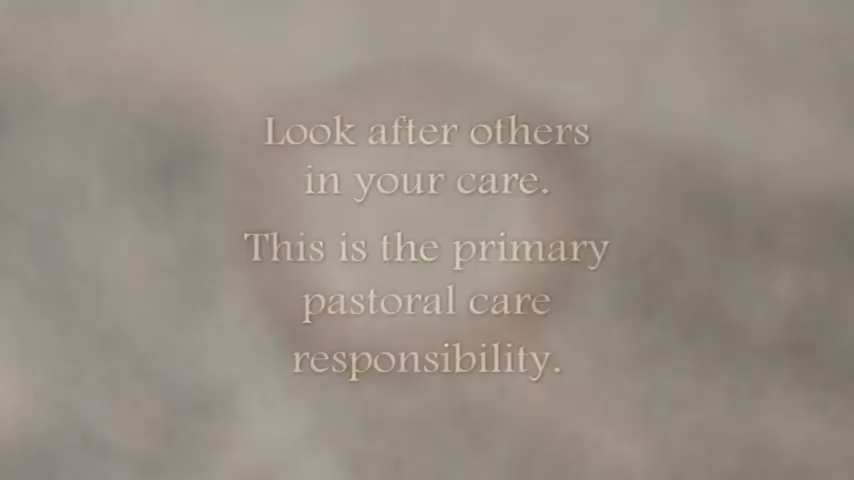 Look after others
in your care.
This is the primary
pastoral care
responsibility.